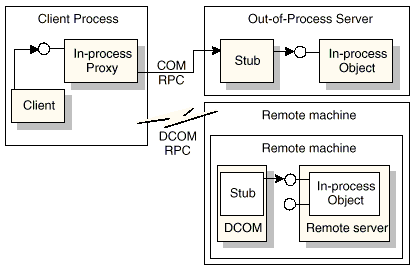 Client Process
In-process
Proxy
Client
COM
RPC
Out-of-Process Server
Stub
In-process
Object
DCOM
RPC
Remote machine
Remote machine
Stub
DCOM
In-process
Object
Remote server